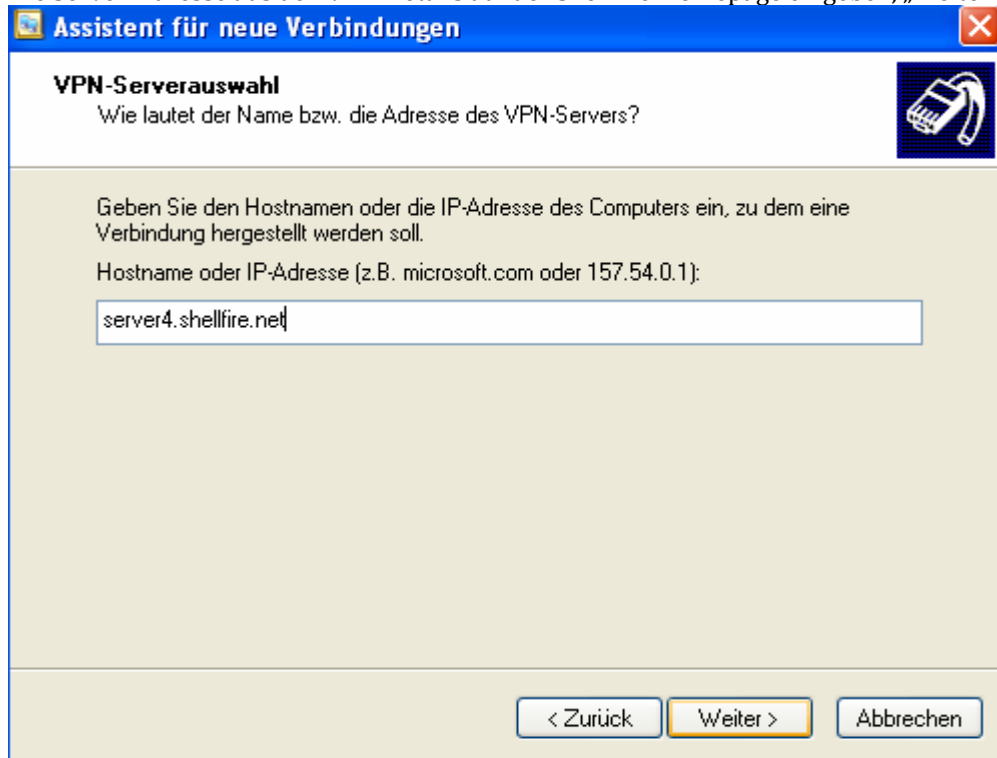 Assistent für neue Verbindungen
VPN-Serverauswahl
Wie lautet der Name bzw. die Adresse des VPN-Servers?
Geben Sie den Hostnamen oder die IP-Adresse des Computers ein, zu dem eine
Verbindung hergestellt werden soll.
Hostname oder IP-Adresse (z.B. microsoft.com oder 157.54.0.1):
server4.shellfire.net
< Zurück Weiter > Abbrechen